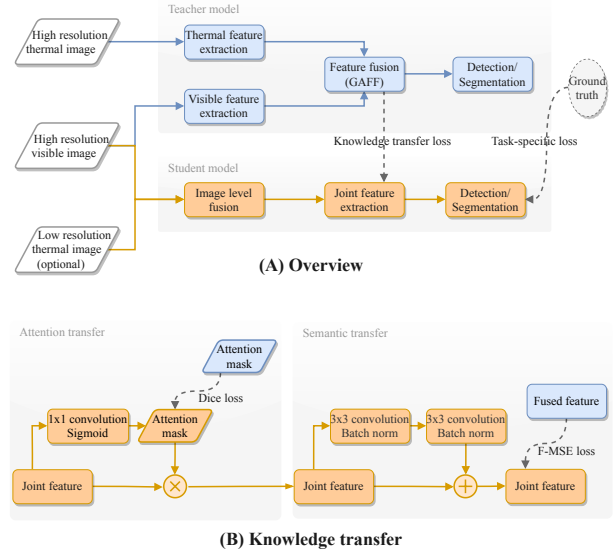 Teacher model
High resolution
thermal image
Thermal feature
extraction
Feature fusion
(GAFF)
Detection/
Segmentation
Ground
truth
Visible feature
extraction
High resolution
visible image
Knowledge transfer loss
Task-specific loss
Student model
Image level
fusion
Joint feature
extraction
Detection/
Segmentation
Low resolution
thermal image
(optional)
(A) Overview
Attention transfer
Attention
mask
Dice loss
1x1 convolution
Sigmoid
Attention
mask
Joint feature
Semantic transfer
3x3 convolution
Batch norm
3x3 convolution
Batch norm
Fused feature
F-MSE loss
Joint feature
Joint feature
(B) Knowledge transfer